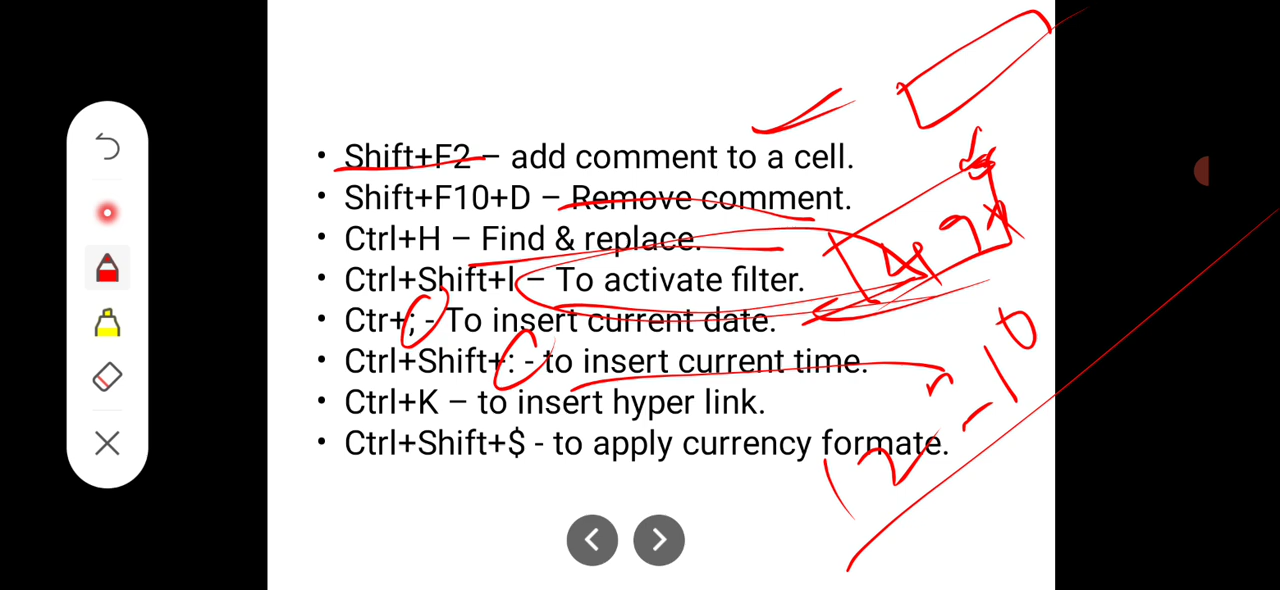 • Shift+F2 – add comment to a cell.
• Shift+F10+D – Remove comment.
• Ctrl+H – Find & replace.
• Ctrl+Shift+l – To activate filter.
• Ctr+; - To insert current date.
• Ctrl+Shift+: - to insert current time.
• Ctrl+K – to insert hyper link.
• Ctrl+Shift+$ - to apply currency formate.